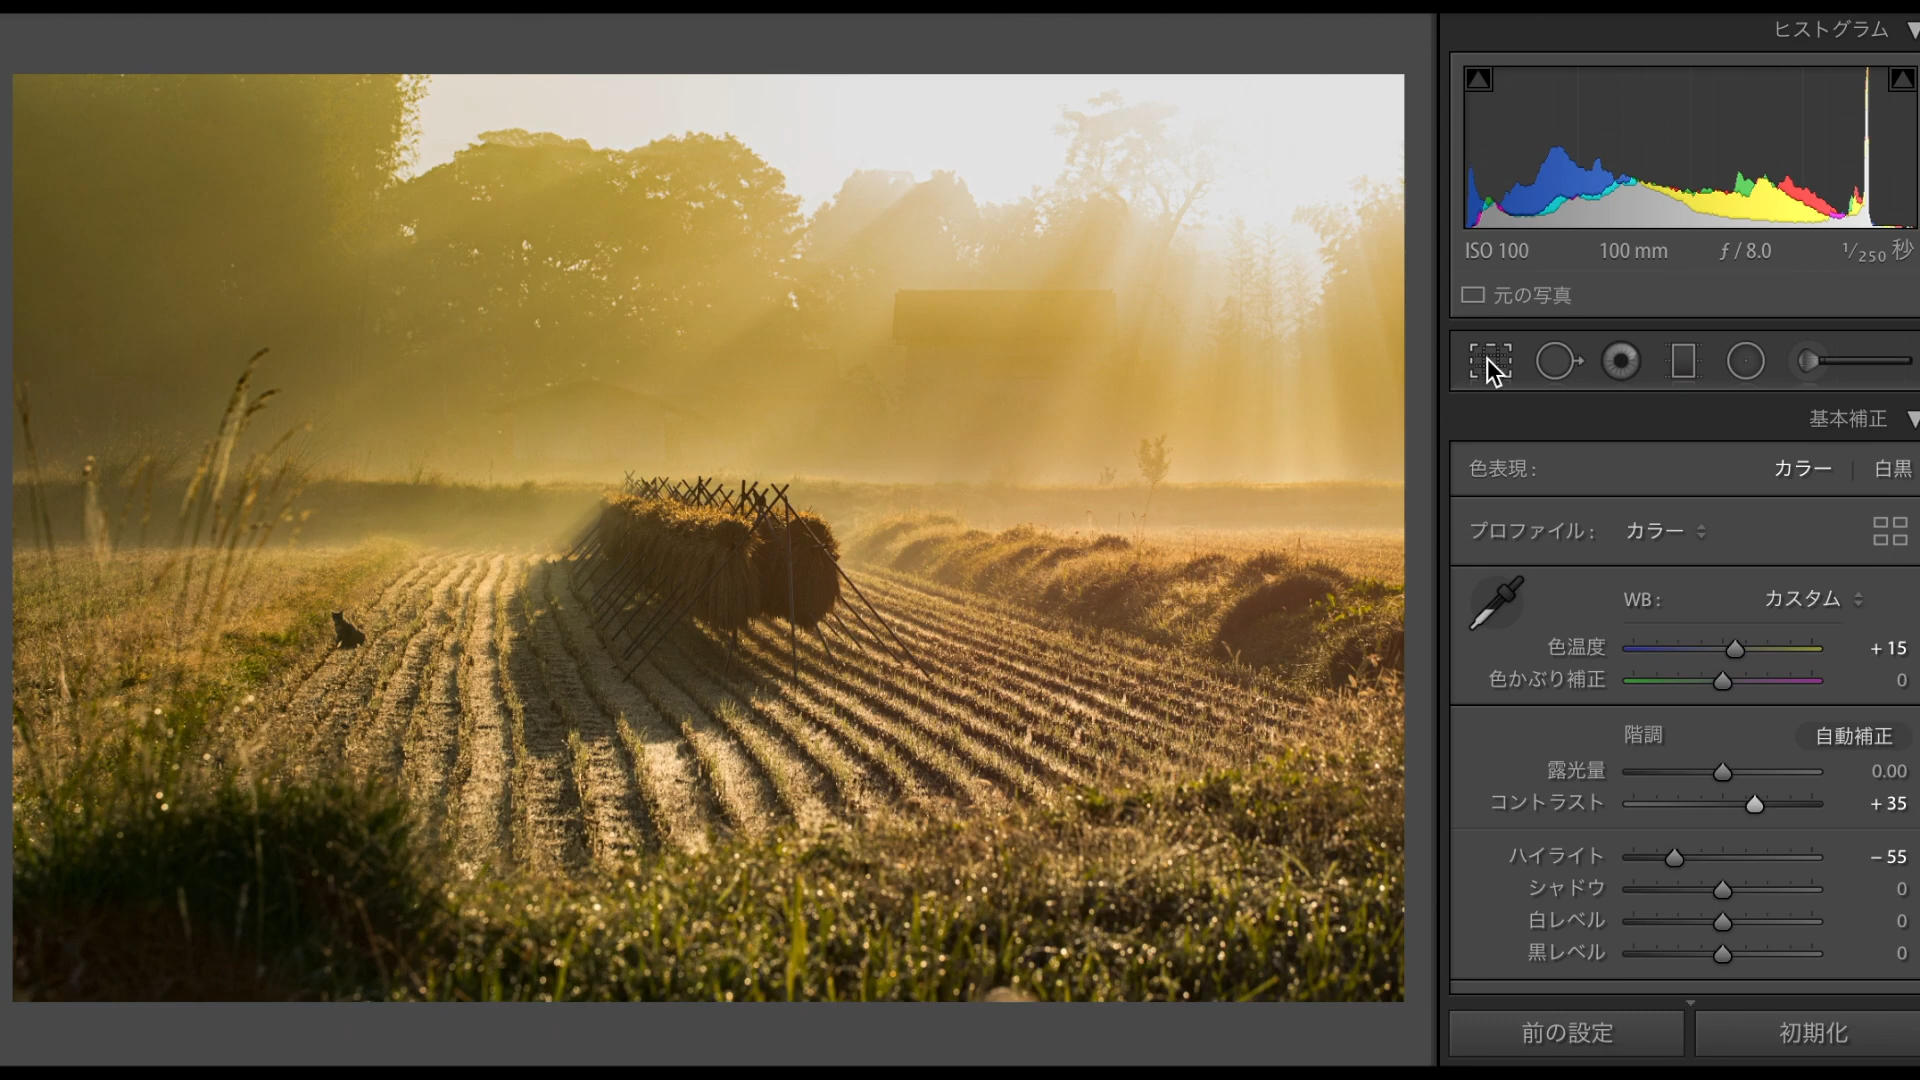 ヒストグラム
ISO 100 100 mm ƒ / 8.0 1/250 秒
元の写真
基本補正
色表現 : カラー 白黒
プロファイル : カラー
WB : カスタム
色温度 + 15
色かぶり補正 0
階調 自動補正
露光量 0.00
コントラスト + 35
ハイライト − 55
シャドウ 0
白レベル 0
黒レベル 0
前の設定 初期化